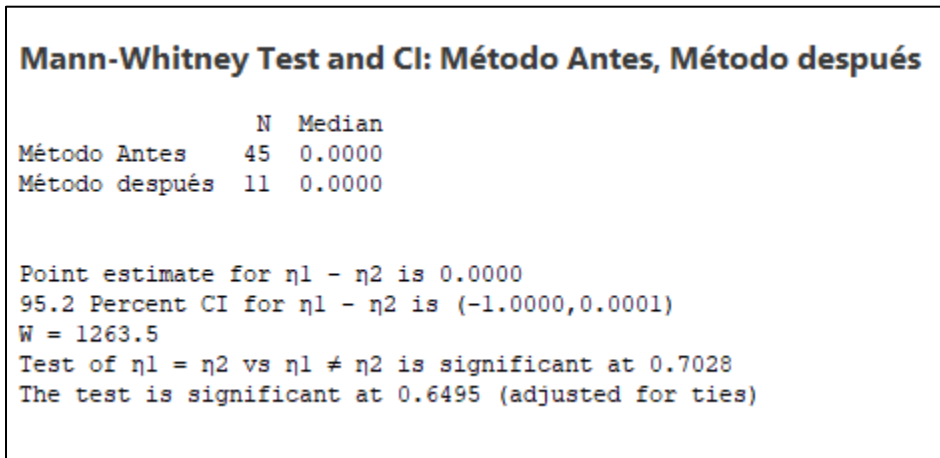 Mann-Whitney Test and CI: Método Antes, Método después
N Median
Método Antes 45 0.0000
Método después 11 0.0000
Point estimate for η1 - η2 is 0.0000
95.2 Percent CI for η1 - η2 is (-1.0000,0.0001)
W = 1263.5
Test of η1 = η2 vs η1 ≠ η2 is significant at 0.7028
The test is significant at 0.6495 (adjusted for ties)